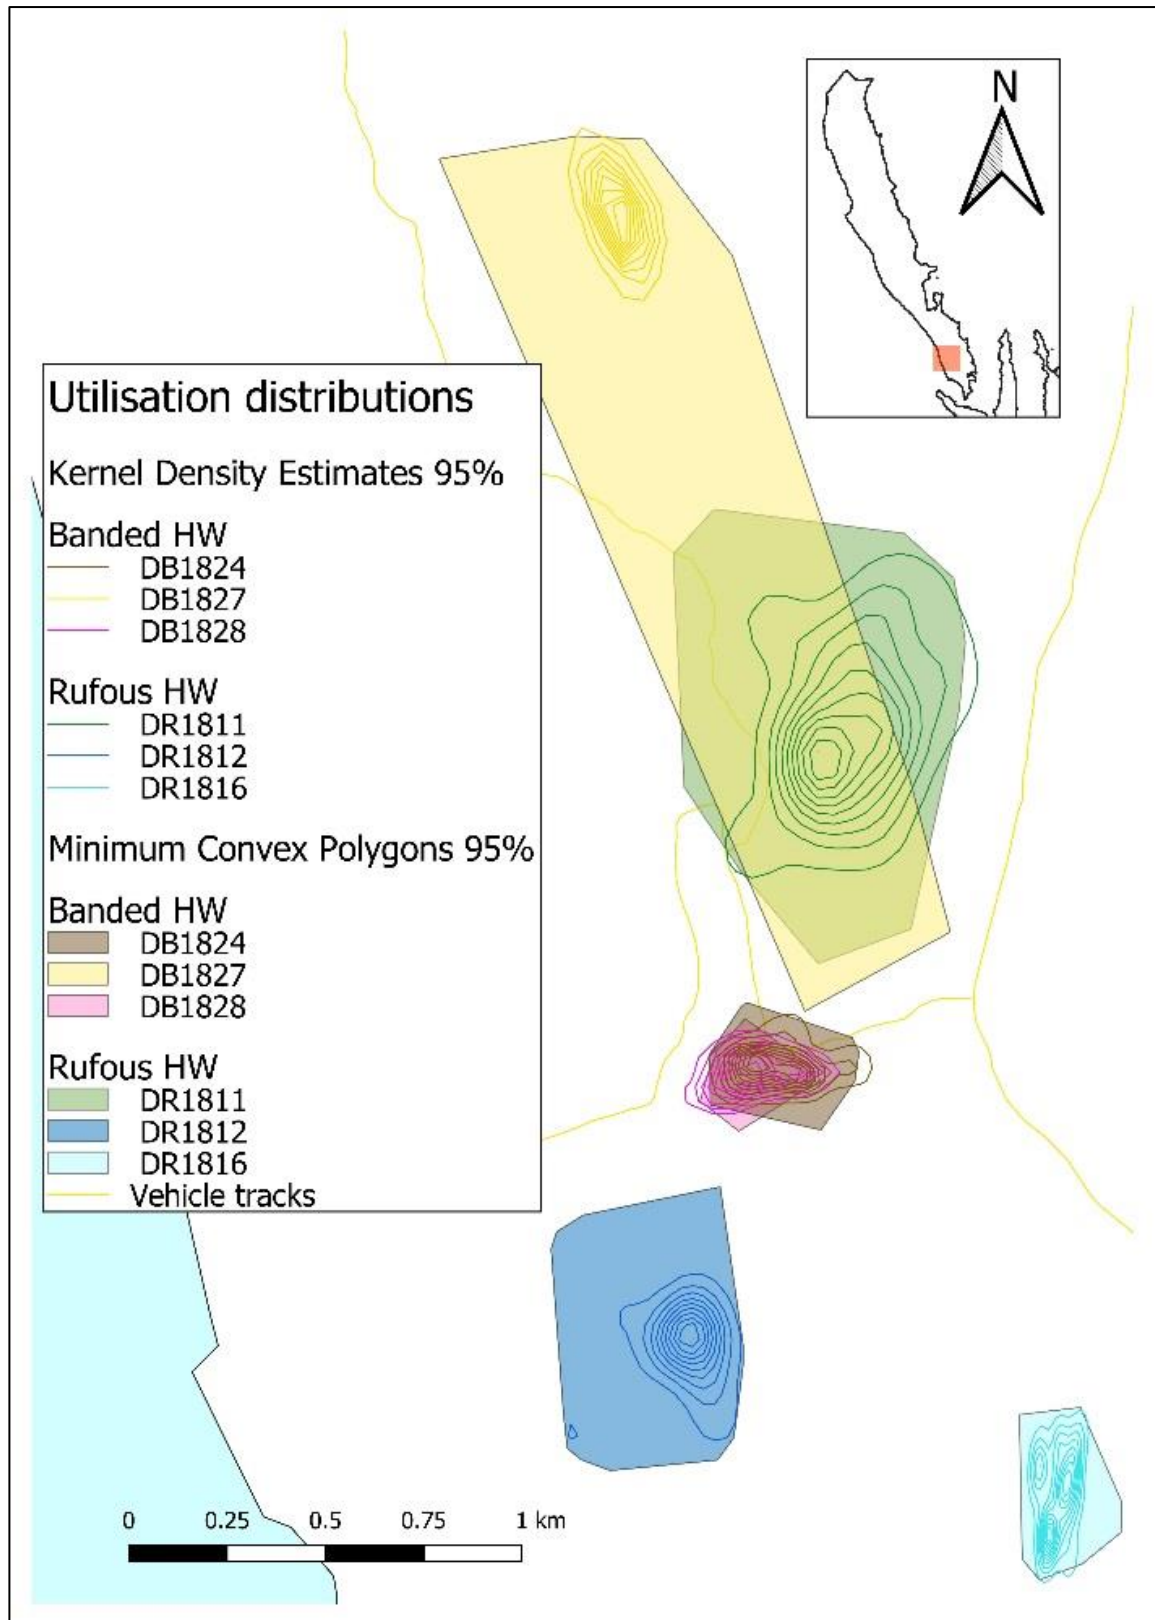 N
Utilisation distributions
Kernel Density Estimates 95%
Banded HW
DB1824
DB1827
DB1828
Rufous HW
DR1811
DR1812
DR1816
Minimum Convex Polygons 95%
Banded HW
DB1824
DB1827
DB1828
Rufous HW
DR1811
DR1812
DR1816
Vehicle tracks
0 0.25 0.5 0.75 1 km